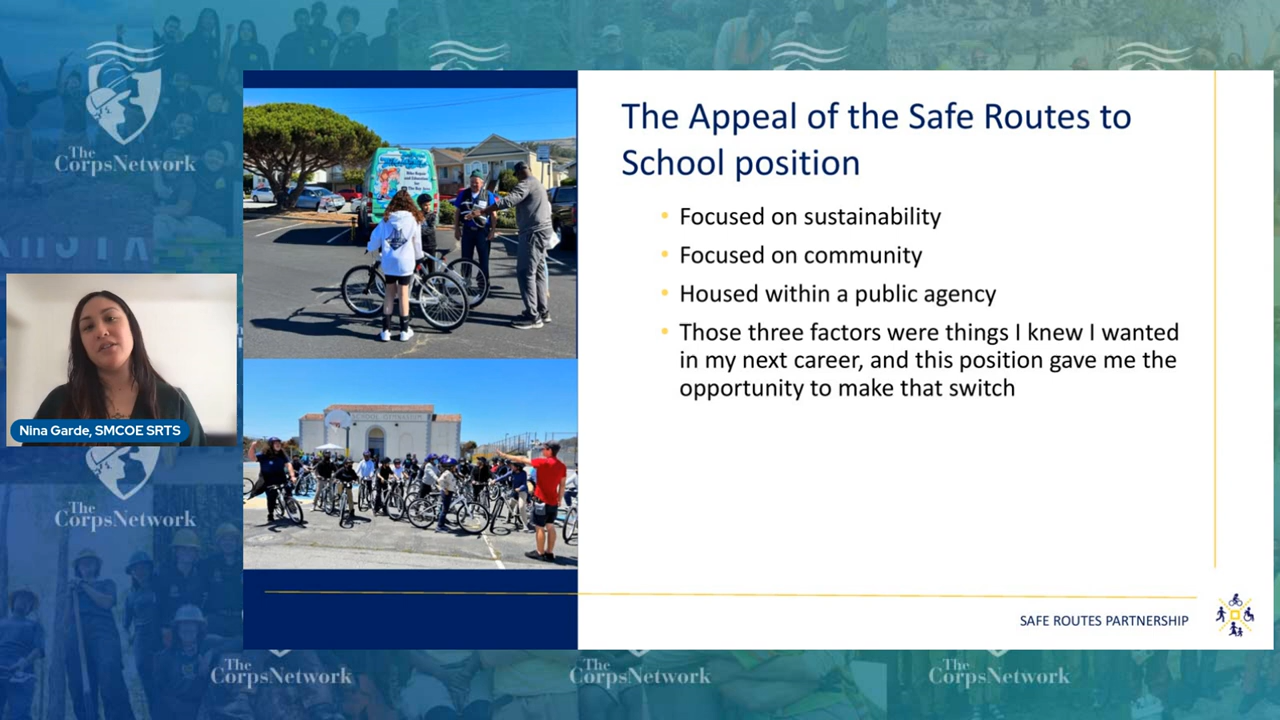 The
CorpsNetwork
The Appeal of the Safe Routes to
School position
• Focused on sustainability
• Focused on community
• Housed within a public agency
• Those three factors were things I knew I wanted
in my next career, and this position gave me the
opportunity to make that switch
SCHOOL GYMNASIUM
Nina Garde, SMCOE SRTS
The
CorpsNetwork
SAFE ROUTES PARTNERSHIP
The
CorpsNetwork
The
CorpsNetwork
The
CorpsNetwork